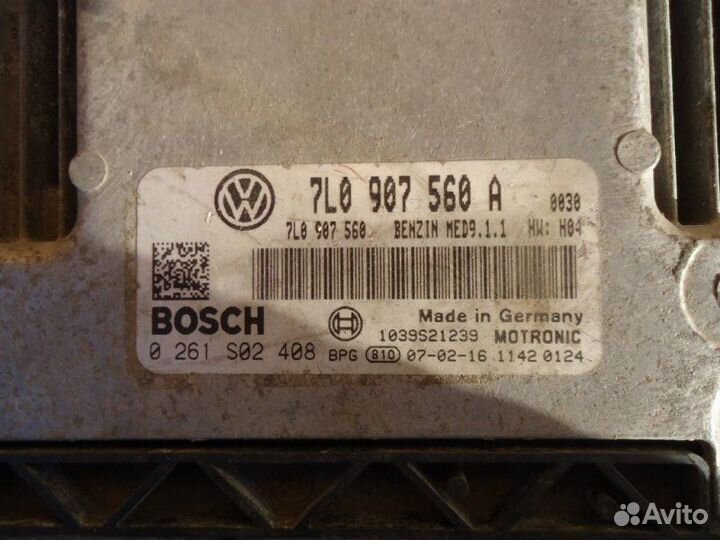 7L0 907 560 A 0030
7L0 907 560 BENZIN MED9.1.1 HW: H04
BOSCH Made in Germany
1039S21239 MOTRONIC
0 261 S02 408 BPG 810 07-02-16 1142 0124
Avito